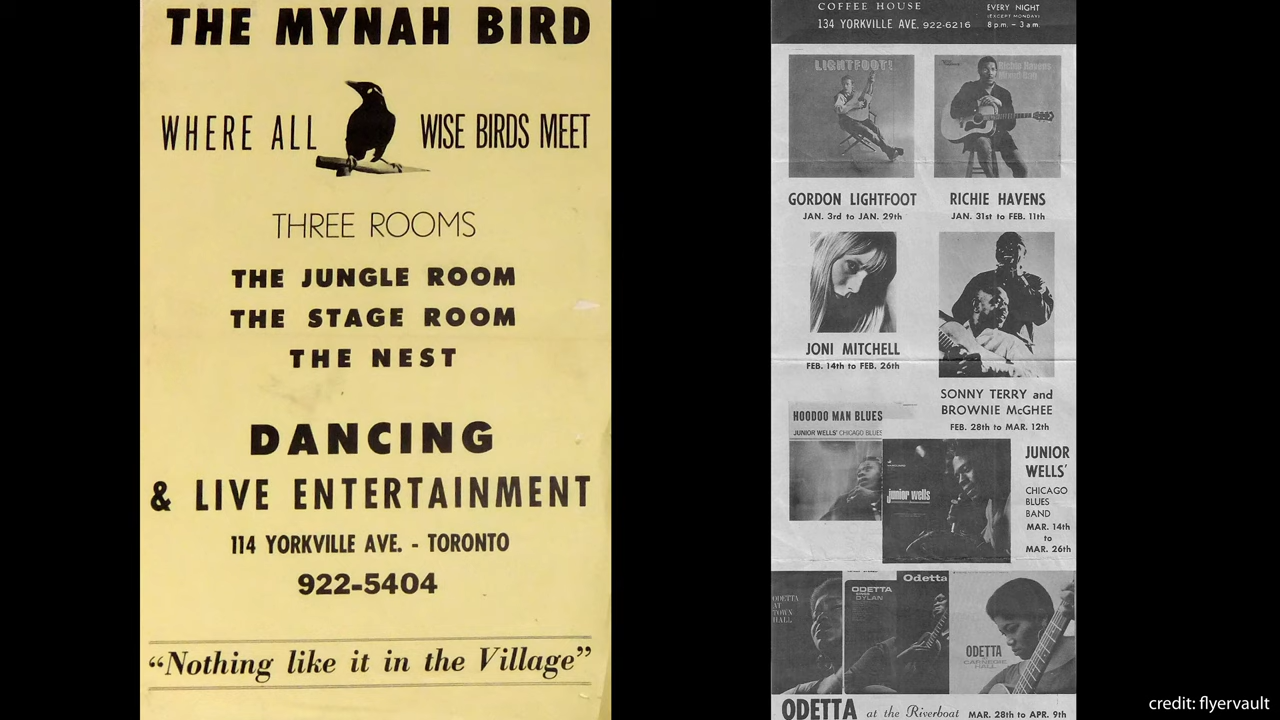 THE MYNAH BIRD
WHERE ALL WISE BIRDS MEET
THREE ROOMS
THE JUNGLE ROOM
THE STAGE ROOM
THE NEST
DANCING
& LIVE ENTERTAINMENT
114 YORKVILLE AVE. - TORONTO
922-5404
“Nothing like it in the Village”
COFFEE HOUSE
134 YORKVILLE AVE. 922-6216
EVERY NIGHT
(EXCEPT MONDAY)
8 p.m. – 3 a.m.
LIGHTFOOT!
Richie Havens
Mixed Bag
GORDON LIGHTFOOT
JAN. 3rd to JAN. 29th
RICHIE HAVENS
JAN. 31st to FEB. 11th
JONI MITCHELL
FEB. 14th to FEB. 26th
SONNY TERRY and
BROWNIE McGHEE
FEB. 28th to MAR. 12th
HOODOO MAN BLUES
JUNIOR WELLS' CHICAGO BLUES
junior wells
JUNIOR
WELLS'
CHICAGO
BLUES
BAND
MAR. 14th
to
MAR. 26th
ODETTA
AT
TOWN
HALL
ODETTA
SINGS
DYLAN
Odetta
ODETTA
AT
CARNEGIE
HALL
ODETTA at the Riverboat MAR. 28th to APR. 9th
credit: flyervault